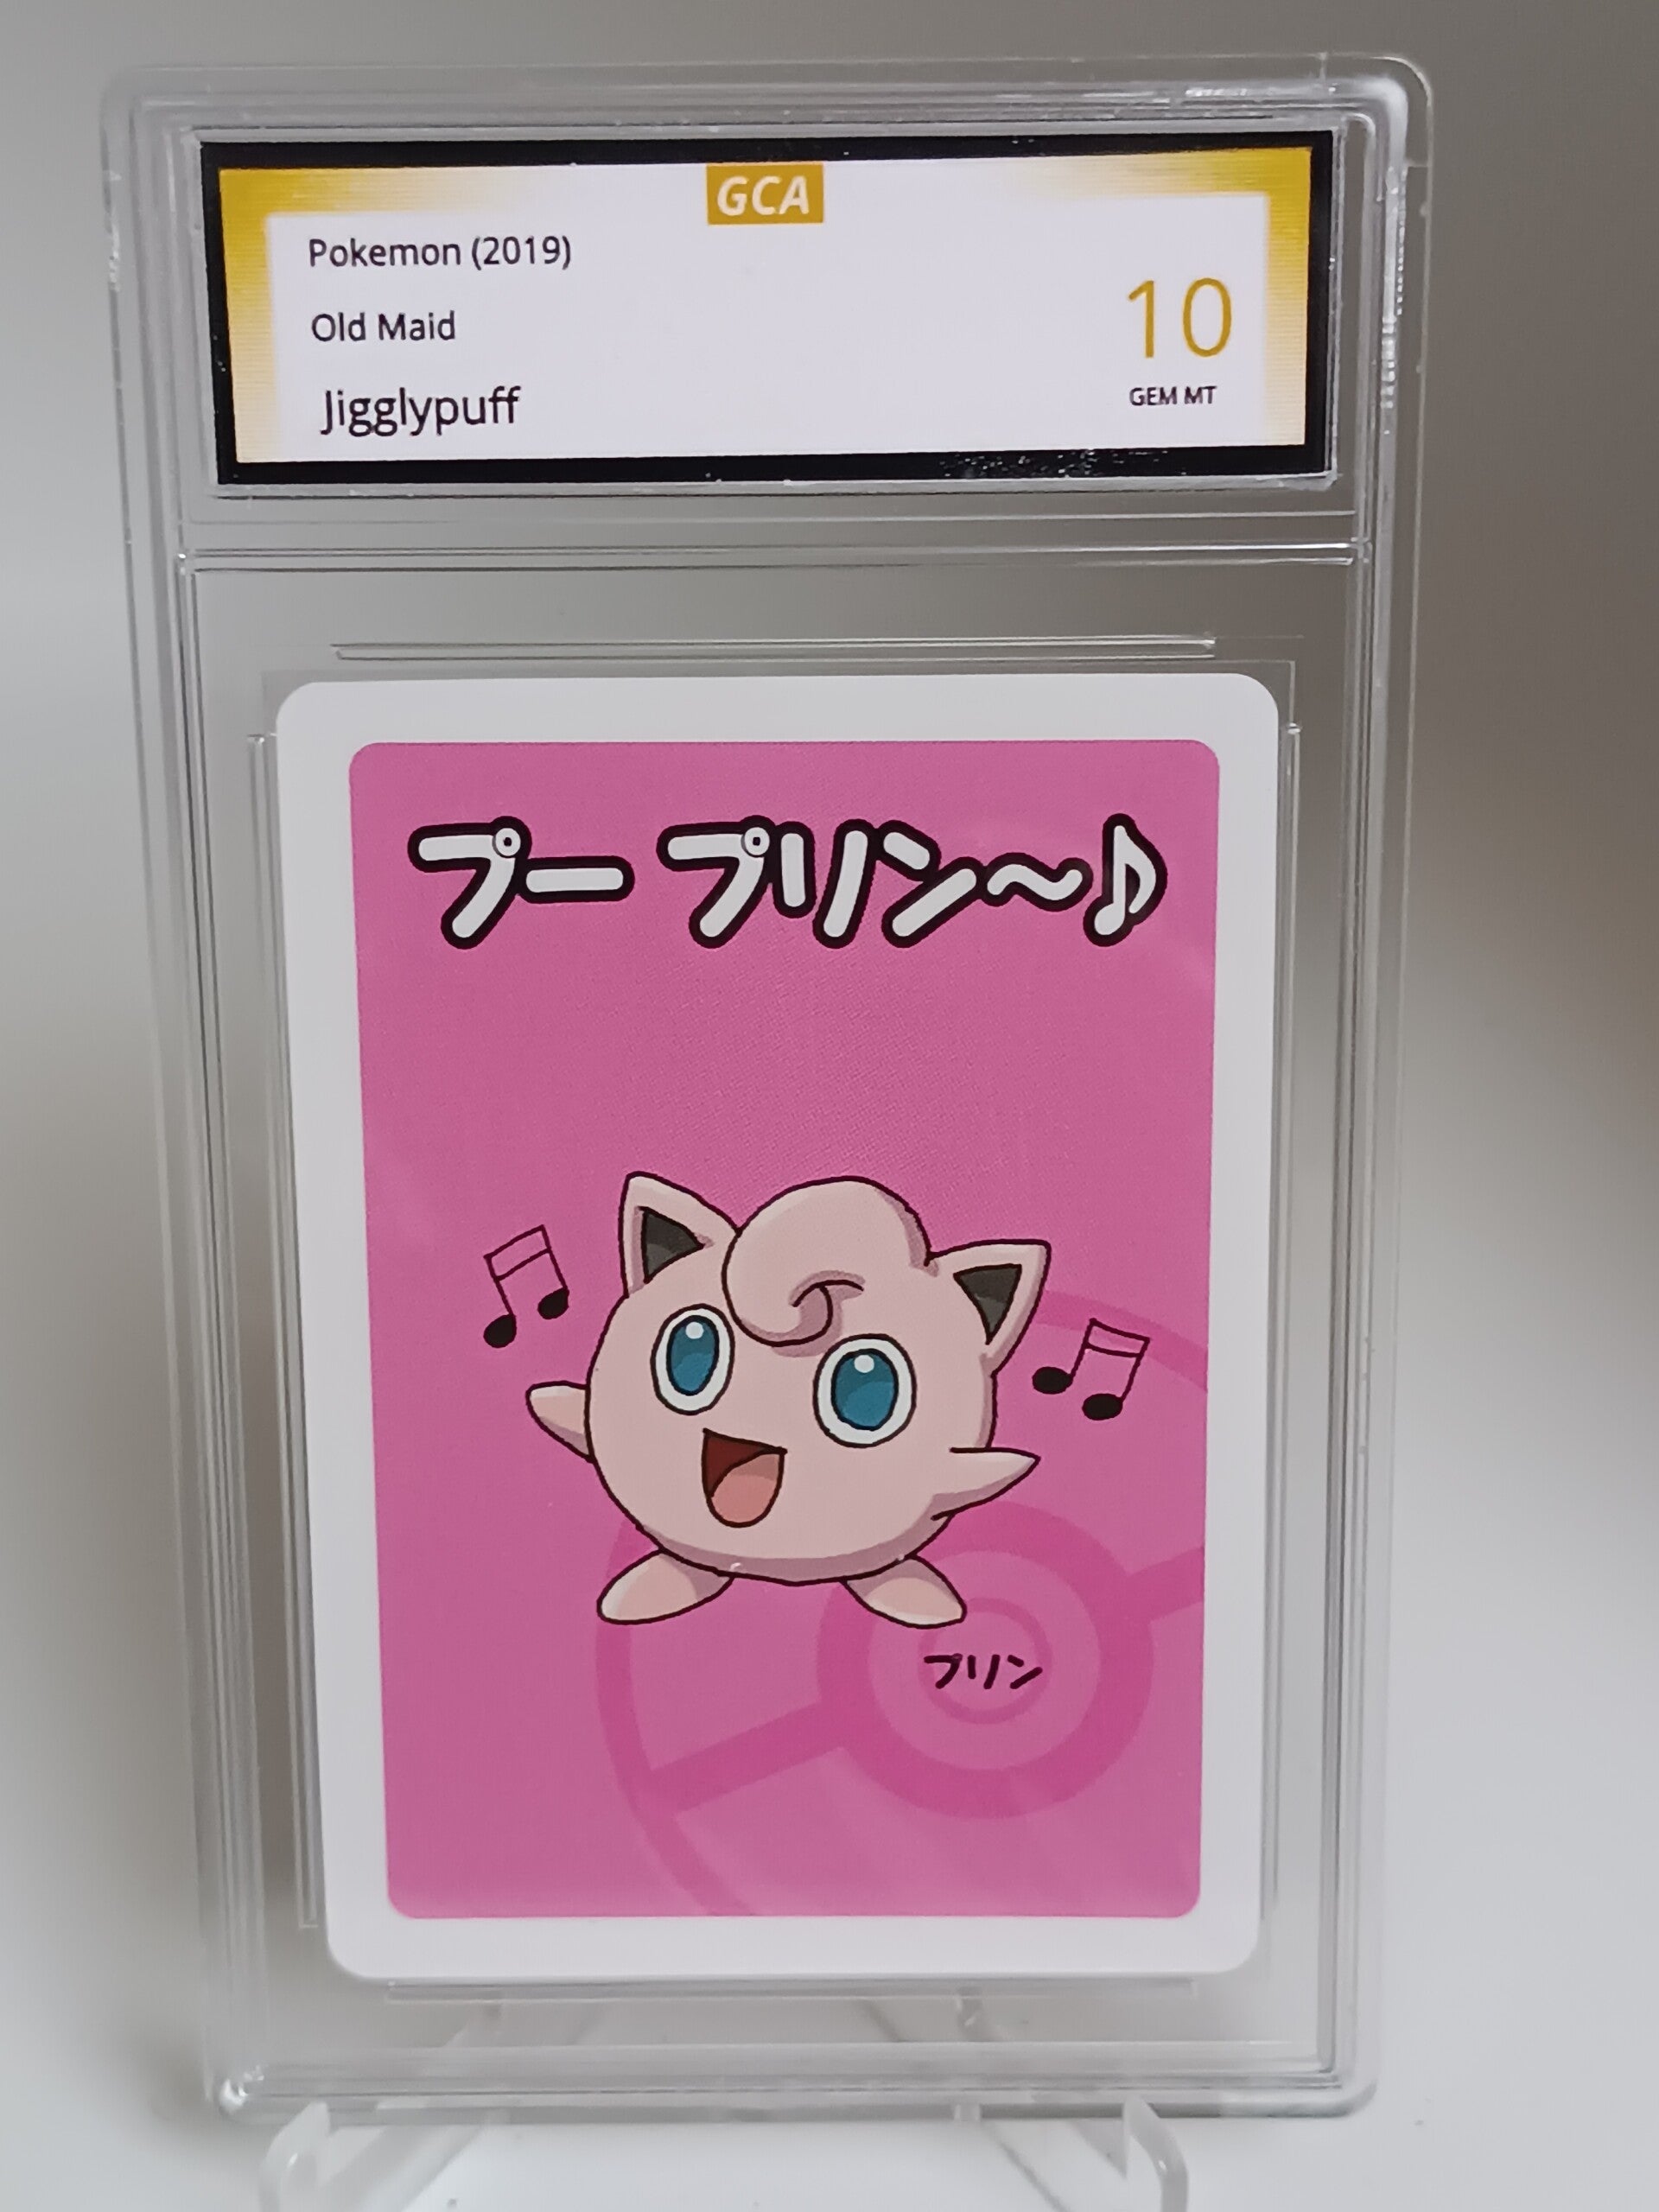 GCA
Pokemon (2019)
Old Maid
Jigglypuff
10
GEM MT
プー プリン～♪
プリン